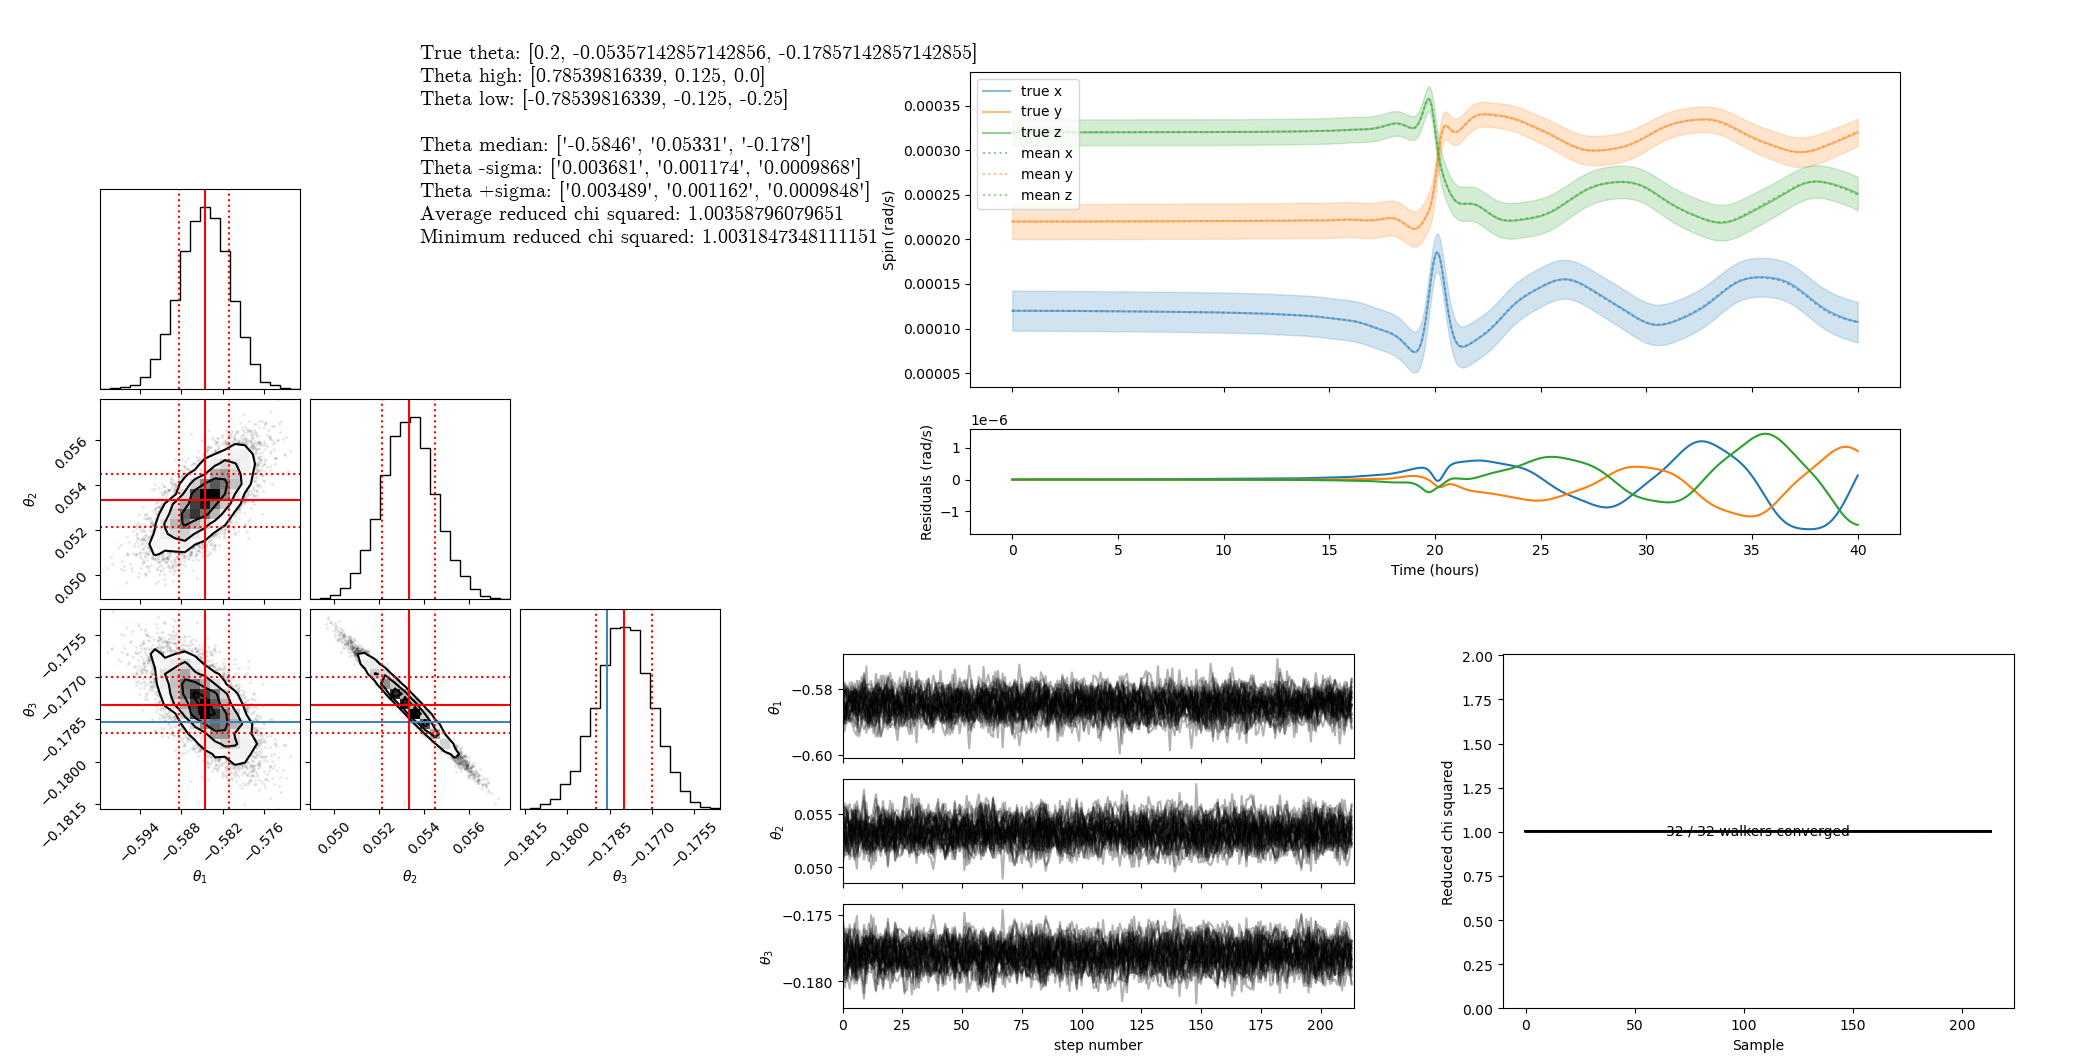 True theta: [0.2, -0.05357142857142856, -0.17857142857142855]
Theta high: [0.78539816339, 0.125, 0.0]
Theta low: [-0.78539816339, -0.125, -0.25]
Theta median: ['-0.5846', '0.05331', '-0.178']
Theta -sigma: ['0.003681', '0.001174', '0.0009868']
Theta +sigma: ['0.003489', '0.001162', '0.0009848']
Average reduced chi squared: 1.00358796079651
Minimum reduced chi squared: 1.0031847348111151
θ2
0.056
0.054
0.052
0.050
θ3
−0.1755
−0.1770
−0.1785
−0.1800
−0.1815
−0.594
−0.588
−0.582
−0.576
θ1
0.050
0.052
0.054
0.056
θ2
−0.1815
−0.1800
−0.1785
−0.1770
−0.1755
θ3
true x
true y
true z
mean x
mean y
mean z
Spin (rad/s)
0.00035
0.00030
0.00025
0.00020
0.00015
0.00010
0.00005
1e−6
Residuals (rad/s)
1
0
−1
0
5
10
15
20
25
30
35
40
Time (hours)
θ1
−0.58
−0.60
θ2
0.055
0.050
θ3
−0.175
−0.180
0
25
50
75
100
125
150
175
200
step number
Reduced chi squared
2.00
1.75
1.50
1.25
1.00
0.75
0.50
0.25
0.00
32 / 32 walkers converged
0
50
100
150
200
Sample